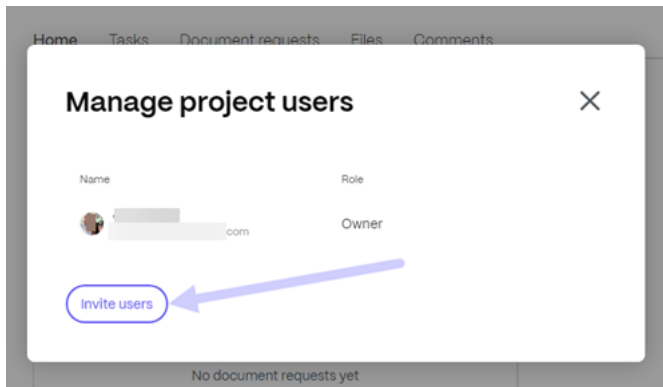 Home Tasks Document requests Files Comments
Manage project users
Name Role
com
Owner
Invite users
No document requests yet